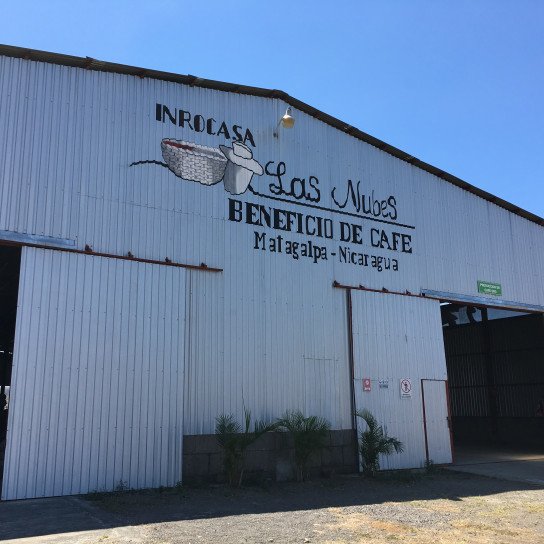 INROCASA
Las Nubes
BENEFICIO DE CAFE
Matagalpa - Nicaragua